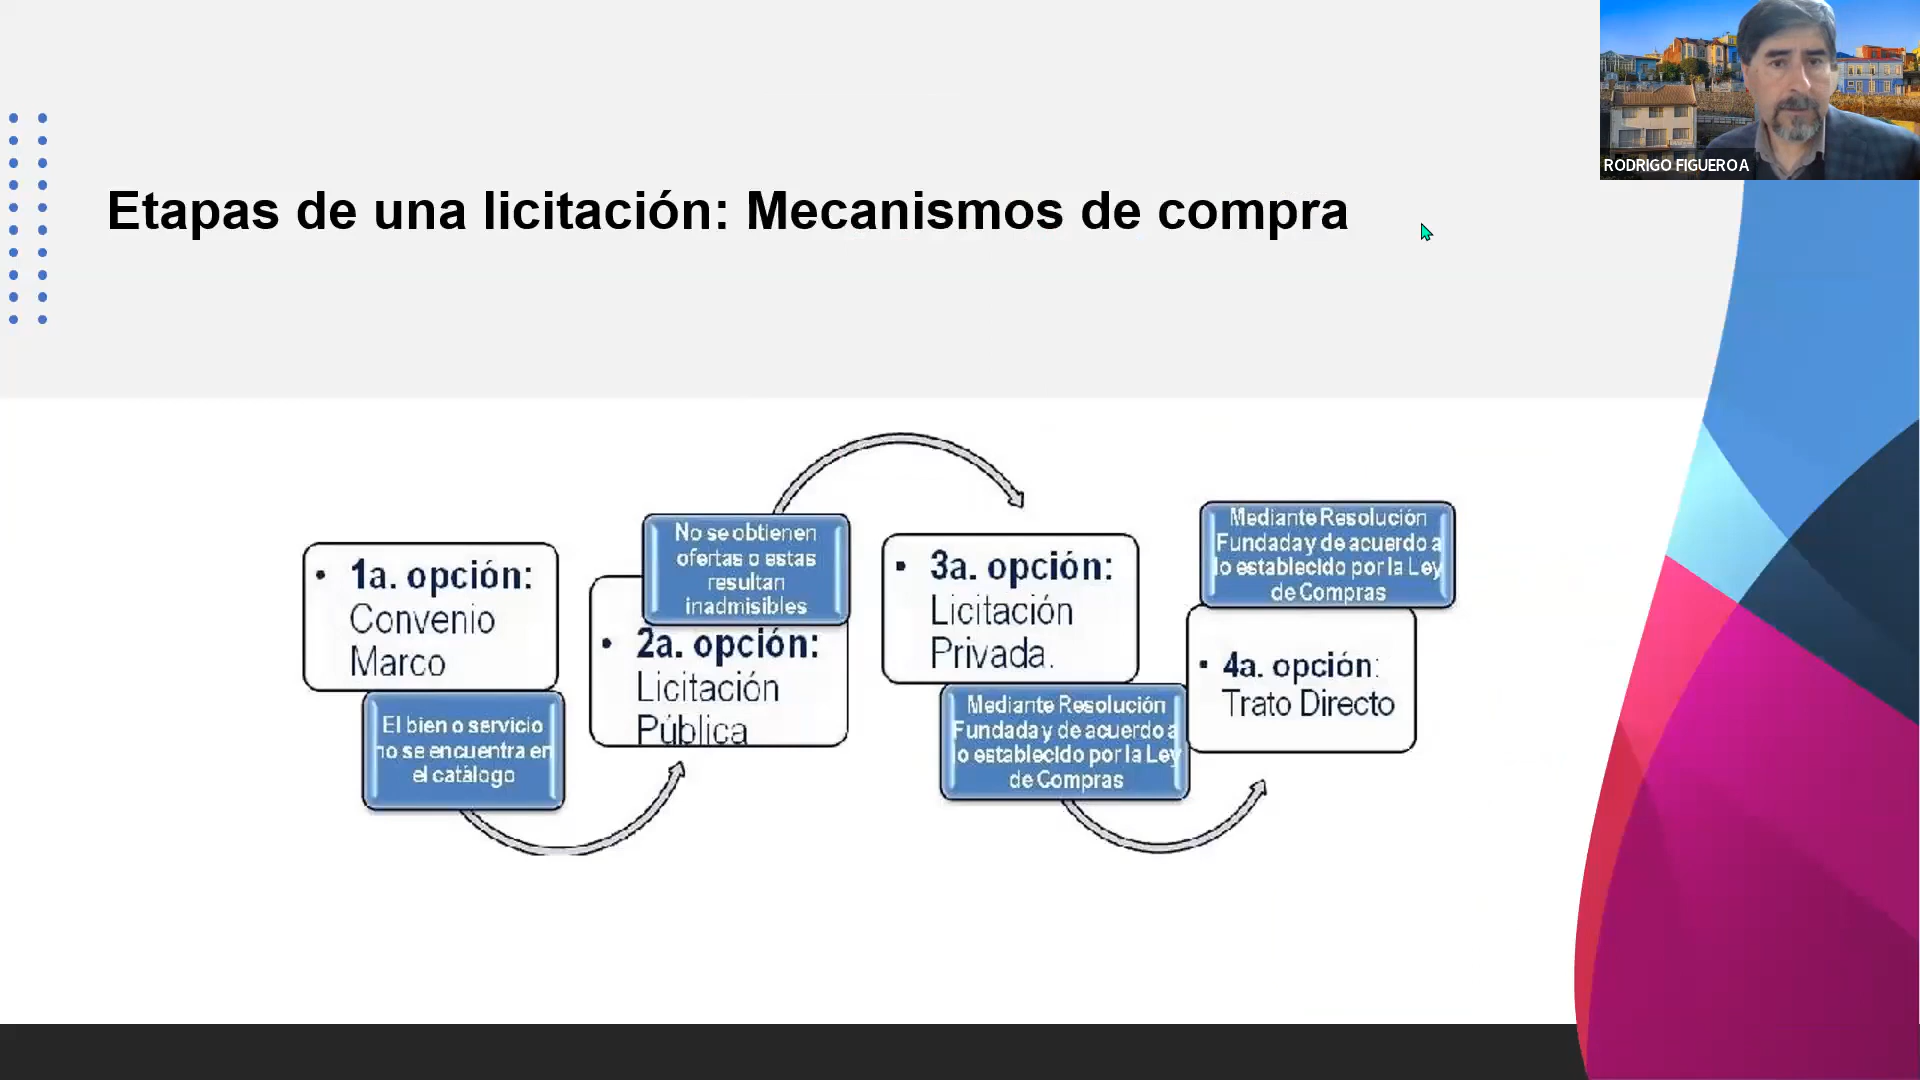 RODRIGO FIGUEROA
Etapas de una licitación: Mecanismos de compra
• 1a. opción:
Convenio
Marco
El bien o servicio
no se encuentra en
el catálogo
No se obtienen
ofertas o estas
resultan
inadmisibles
• 2a. opción:
Licitación
Pública
• 3a. opción:
Licitación
Privada.
Mediante Resolución
Fundada y de acuerdo a
lo establecido por la Ley
de Compras
Mediante Resolución
Fundada y de acuerdo a
lo establecido por la Ley
de Compras
• 4a. opción:
Trato Directo